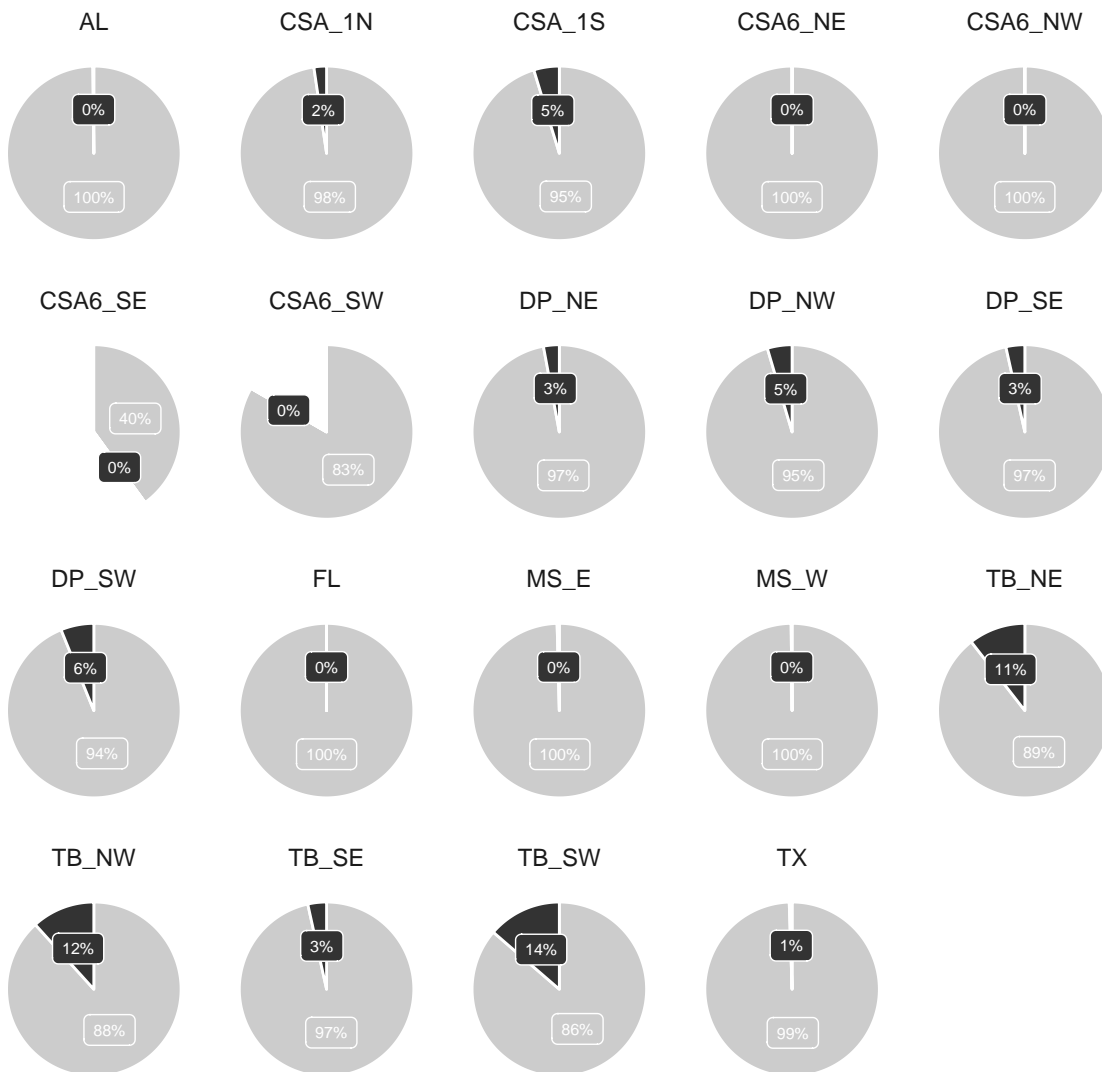 AL CSA_1N CSA_1S CSA6_NE CSA6_NW
0% 2% 5% 0% 0%
100% 98% 95% 100% 100%
CSA6_SE CSA6_SW DP_NE DP_NW DP_SE
3% 5% 3%
0%
40%
0% 83% 97% 95% 97%
DP_SW FL MS_E MS_W TB_NE
6% 0% 0% 0% 11%
94% 100% 100% 100% 89%
TB_NW TB_SE TB_SW TX
12% 3% 14% 1%
88% 97% 86% 99%